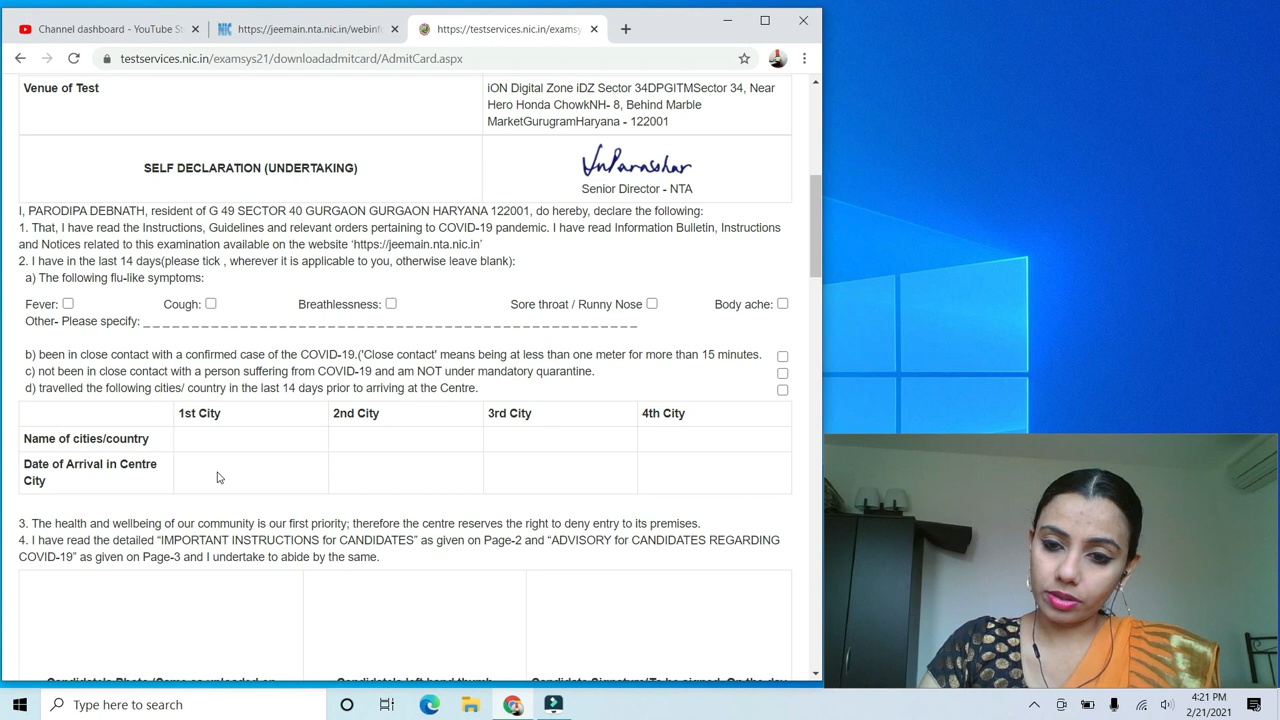 Channel dashboard - YouTube St
https://jeemain.nta.nic.in/webinfo
https://testservices.nic.in/examsy
testservices.nic.in/examsys21/downloadadmitcard/AdmitCard.aspx
Venue of Test
iON Digital Zone iDZ Sector 34DPGITMSector 34, Near
Hero Honda ChowkNH- 8, Behind Marble
MarketGurugramHaryana - 122001
SELF DECLARATION (UNDERTAKING)
Senior Director - NTA
I, PARODIPA DEBNATH, resident of G 49 SECTOR 40 GURGAON GURGAON HARYANA 122001, do hereby, declare the following:
1. That, I have read the Instructions, Guidelines and relevant orders pertaining to COVID-19 pandemic. I have read Information Bulletin, Instructions
and Notices related to this examination available on the website 'https://jeemain.nta.nic.in'
2. I have in the last 14 days(please tick , wherever it is applicable to you, otherwise leave blank):
a) The following flu-like symptoms:
Fever: Cough: Breathlessness: Sore throat / Runny Nose Body ache:
Other- Please specify: _ _ _ _ _ _ _ _ _ _ _ _ _ _ _ _ _ _ _ _ _ _ _ _ _ _ _ _ _ _ _ _ _ _ _ _ _ _ _ _ _ _ _ _ _ _ _ _ _ _
b) been in close contact with a confirmed case of the COVID-19.('Close contact' means being at less than one meter for more than 15 minutes.
c) not been in close contact with a person suffering from COVID-19 and am NOT under mandatory quarantine.
d) travelled the following cities/ country in the last 14 days prior to arriving at the Centre.
1st City 2nd City 3rd City 4th City
Name of cities/country
Date of Arrival in Centre
City
3. The health and wellbeing of our community is our first priority; therefore the centre reserves the right to deny entry to its premises.
4. I have read the detailed “IMPORTANT INSTRUCTIONS for CANDIDATES” as given on Page-2 and “ADVISORY for CANDIDATES REGARDING
COVID-19” as given on Page-3 and I undertake to abide by the same.
Type here to search
4:21 PM
2/21/2021